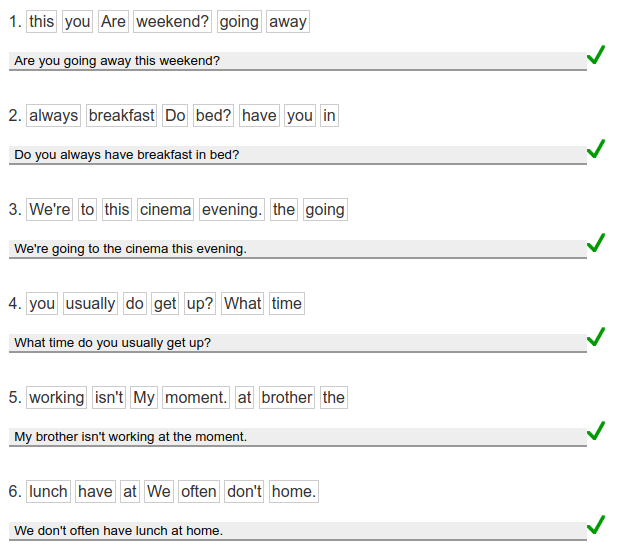 1. this you Are weekend? going away
Are you going away this weekend?
2. always breakfast Do bed? have you in
Do you always have breakfast in bed?
3. We're to this cinema evening. the going
We're going to the cinema this evening.
4. you usually do get up? What time
What time do you usually get up?
5. working isn't My moment. at brother the
My brother isn't working at the moment.
6. lunch have at We often don't home.
We don't often have lunch at home.